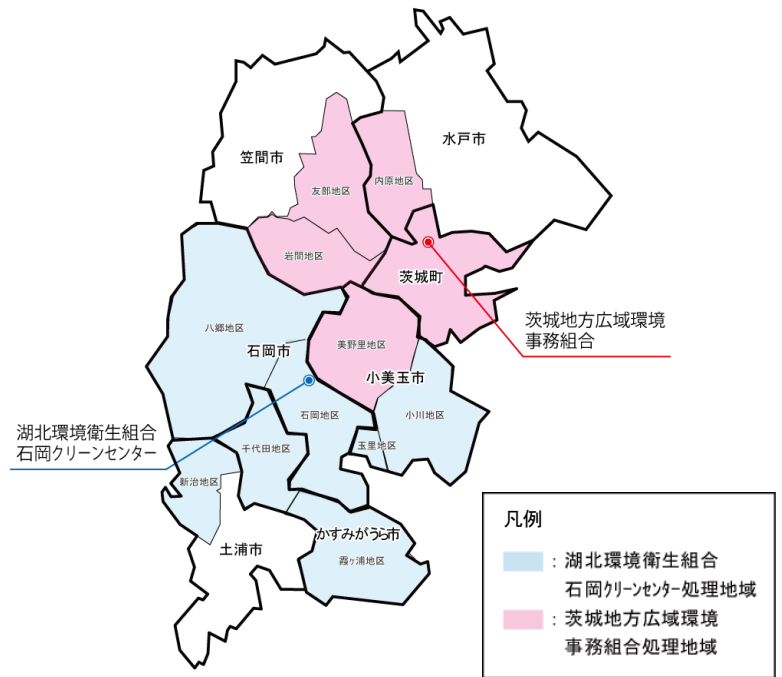 水戸市
笠間市
内原地区
友部地区
岩間地区
茨城町
茨城地方広域環境
事務組合
八郷地区
石岡市
美野里地区
小美玉市
石岡地区
小川地区
湖北環境衛生組合
石岡クリーンセンター
千代田地区
玉里地区
新治地区
かすみがうら市
土浦市
霞ヶ浦地区
凡例
：湖北環境衛生組合
石岡クリーンセンター処理地域
：茨城地方広域環境
事務組合処理地域